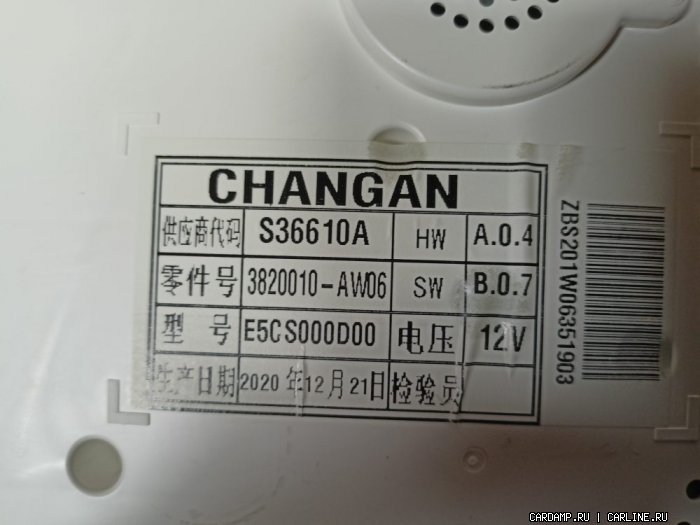 CHANGAN
供应商代码 S36610A HW A.0.4
零件号 3820010-AW06 SW B.0.7
型 号 E5CS000D00 电压 12V
生产日期 2020 年12月21日 检验员
ZBS201W06351903
CARDAMP.RU | CARLINE.RU